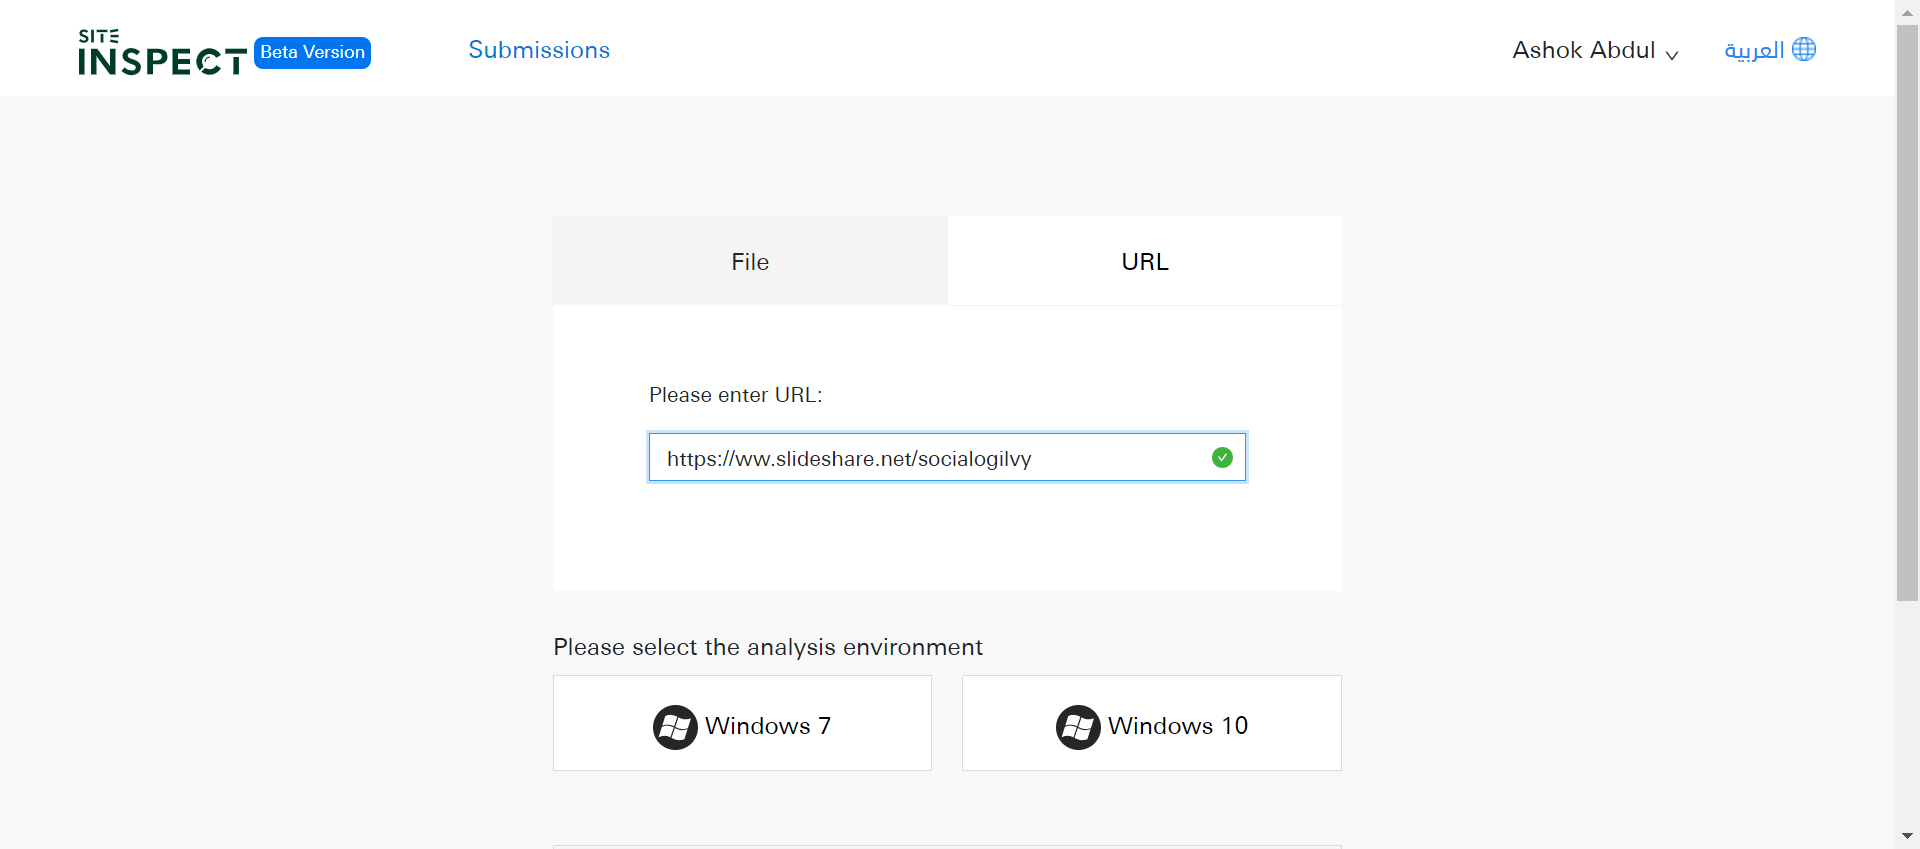 SITE
INSPECT
Beta Version
Submissions
Ashok Abdul
العربية
File
URL
Please enter URL:
https://ww.slideshare.net/socialogilvy
Please select the analysis environment
Windows 7
Windows 10